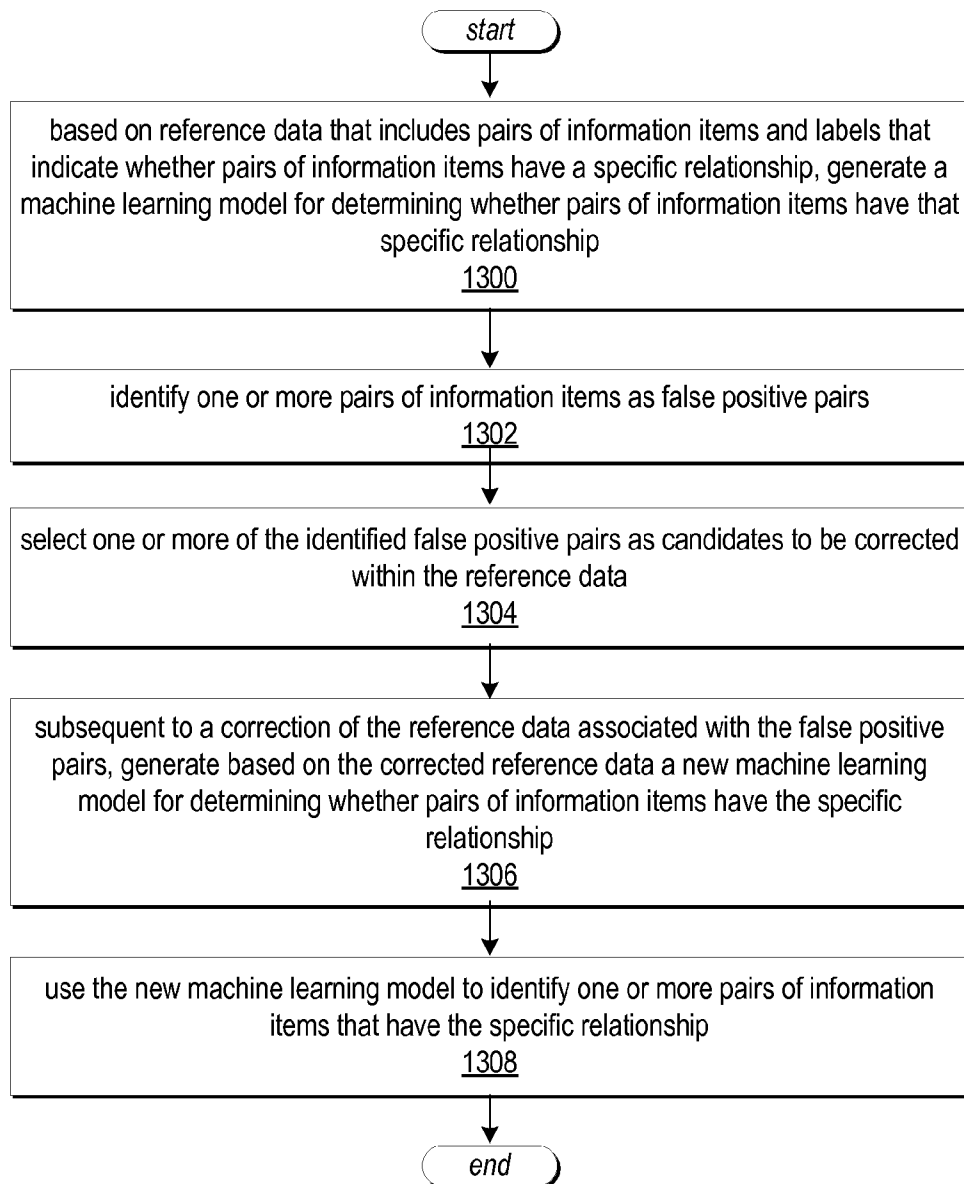 start
based on reference data that includes pairs of information items and labels that
indicate whether pairs of information items have a specific relationship, generate a
machine learning model for determining whether pairs of information items have that
specific relationship
1300
identify one or more pairs of information items as false positive pairs
1302
select one or more of the identified false positive pairs as candidates to be corrected
within the reference data
1304
subsequent to a correction of the reference data associated with the false positive
pairs, generate based on the corrected reference data a new machine learning
model for determining whether pairs of information items have the specific
relationship
1306
use the new machine learning model to identify one or more pairs of information
items that have the specific relationship
1308
end